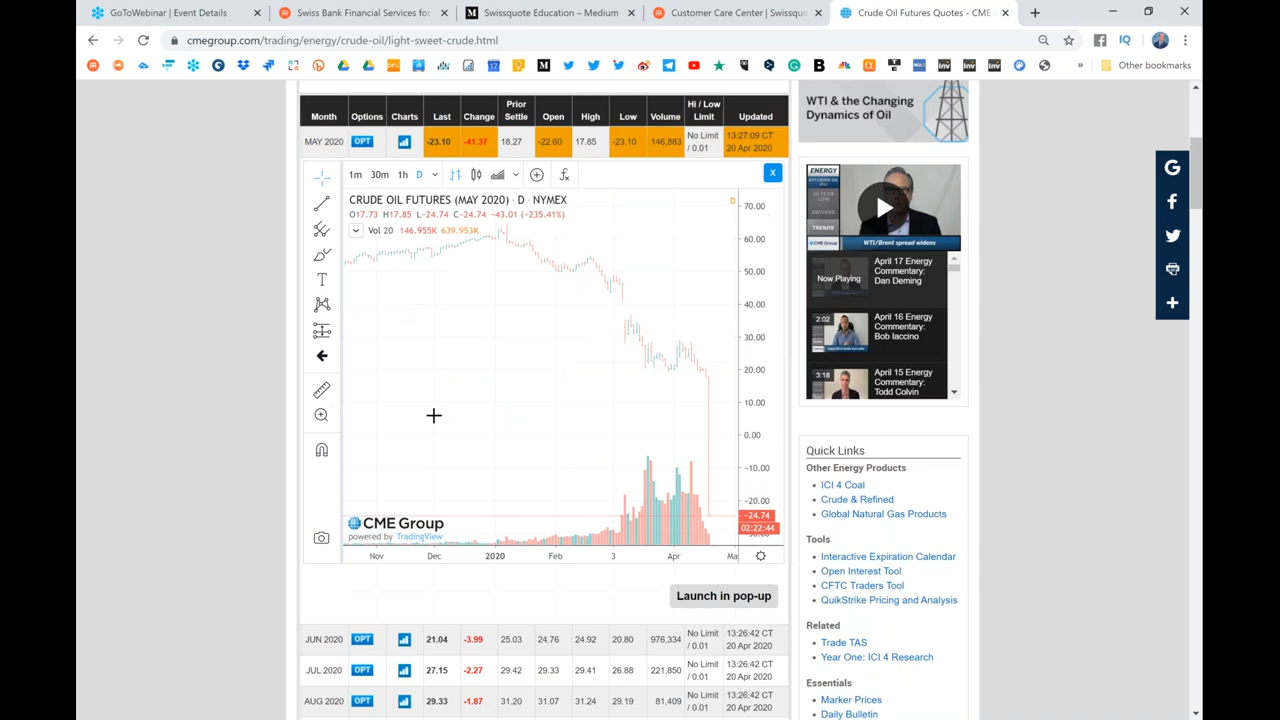 GoToWebinar | Event Details
Swiss Bank Financial Services for
Swissquote Education – Medium
Customer Care Center | Swissquo
Crude Oil Futures Quotes - CME
cmegroup.com/trading/energy/crude-oil/light-sweet-crude.html
Other bookmarks
Month Options Charts Last Change Prior Settle Open High Low Volume Hi / Low Limit Updated
MAY 2020 OPT -23.10 -41.37 18.27 -22.60 17.85 -23.10 146,883 No Limit / 0.01 13:27:09 CT 20 Apr 2020
1m 30m 1h D
CRUDE OIL FUTURES (MAY 2020) · D · NYMEX
O17.73 H17.85 L−24.74 C−24.74 −43.01 (−235.41%)
Vol 20 146.955K 639.953K
D
70.00
60.00
50.00
40.00
30.00
20.00
10.00
0.00
−10.00
−20.00
−24.74
02:22:44
CME Group
powered by TradingView
Nov Dec 2020 Feb 3 Apr Ma
Launch in pop-up
JUN 2020 OPT 21.04 -3.99 25.03 24.76 24.92 20.80 976,334 No Limit / 0.01 13:26:42 CT 20 Apr 2020
JUL 2020 OPT 27.15 -2.27 29.42 29.33 29.41 26.88 221,850 No Limit / 0.01 13:26:42 CT 20 Apr 2020
AUG 2020 OPT 29.33 -1.87 31.20 31.07 31.24 29.19 81,409 No Limit / 0.01 13:26:42 CT 20 Apr 2020
WTI & the Changing
Dynamics of Oil
ENERGY
TRENDS
CME Group
WTI/Brent spread widens
Now Playing
April 17 Energy
Commentary:
Dan Deming
2:02
April 16 Energy
Commentary:
Bob Iaccino
3:18
April 15 Energy
Commentary:
Todd Colvin
Quick Links
Other Energy Products
ICI 4 Coal
Crude & Refined
Global Natural Gas Products
Tools
Interactive Expiration Calendar
Open Interest Tool
CFTC Traders Tool
QuikStrike Pricing and Analysis
Related
Trade TAS
Year One: ICI 4 Research
Essentials
Marker Prices
Daily Bulletin